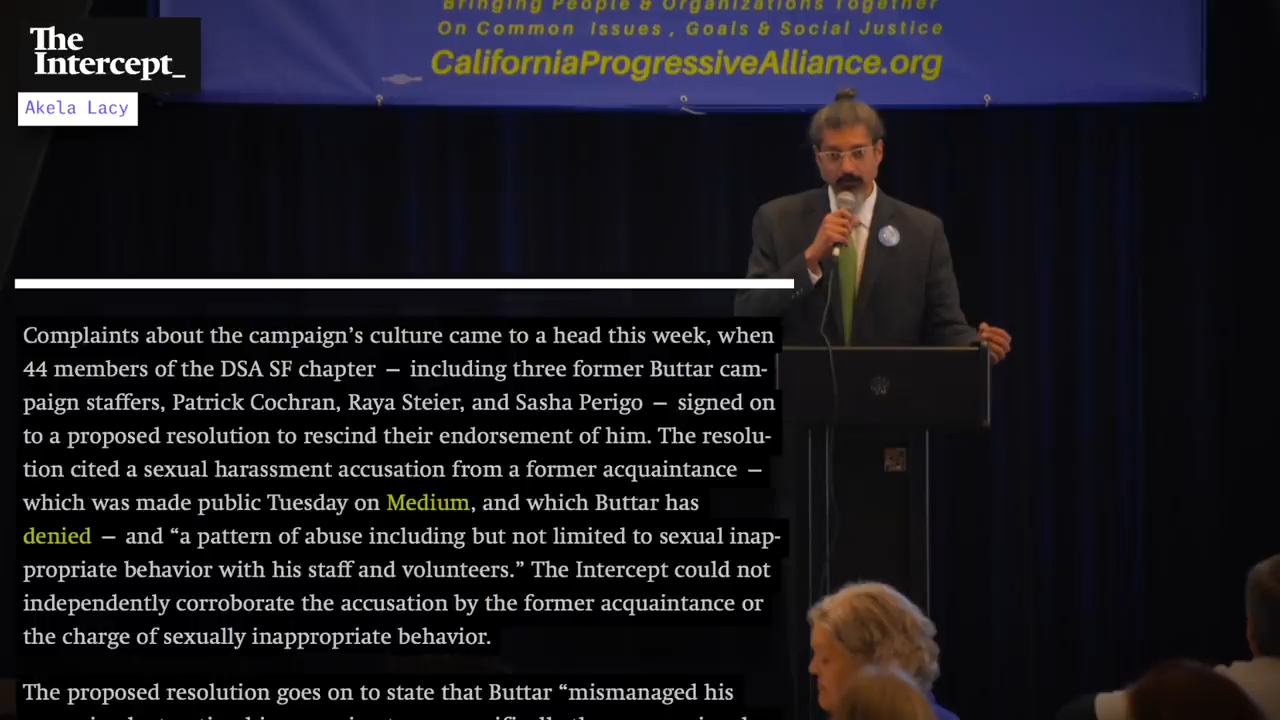 Bringing People & Organizations Together
On Common Issues, Goals & Social Justice
CaliforniaProgressiveAlliance.org
The
Intercept_
Akela Lacy
Complaints about the campaign’s culture came to a head this week, when
44 members of the DSA SF chapter — including three former Buttar cam-
paign staffers, Patrick Cochran, Raya Steier, and Sasha Perigo — signed on
to a proposed resolution to rescind their endorsement of him. The resolu-
tion cited a sexual harassment accusation from a former acquaintance —
which was made public Tuesday on Medium, and which Buttar has
denied — and “a pattern of abuse including but not limited to sexual inap-
propriate behavior with his staff and volunteers.” The Intercept could not
independently corroborate the accusation by the former acquaintance or
the charge of sexually inappropriate behavior.
The proposed resolution goes on to state that Buttar “mismanaged his